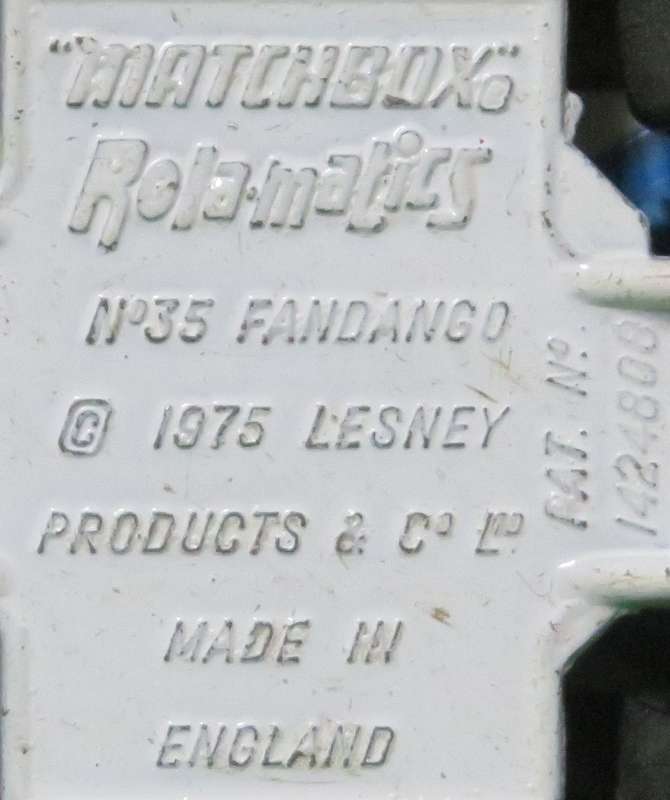 "MATCHBOX"®
Rola-matics
Nº35 FANDANGO
© 1975 LESNEY
PRODUCTS & Cº Lᵀᴰ
MADE IN
ENGLAND
PAT. Nº.
1424808